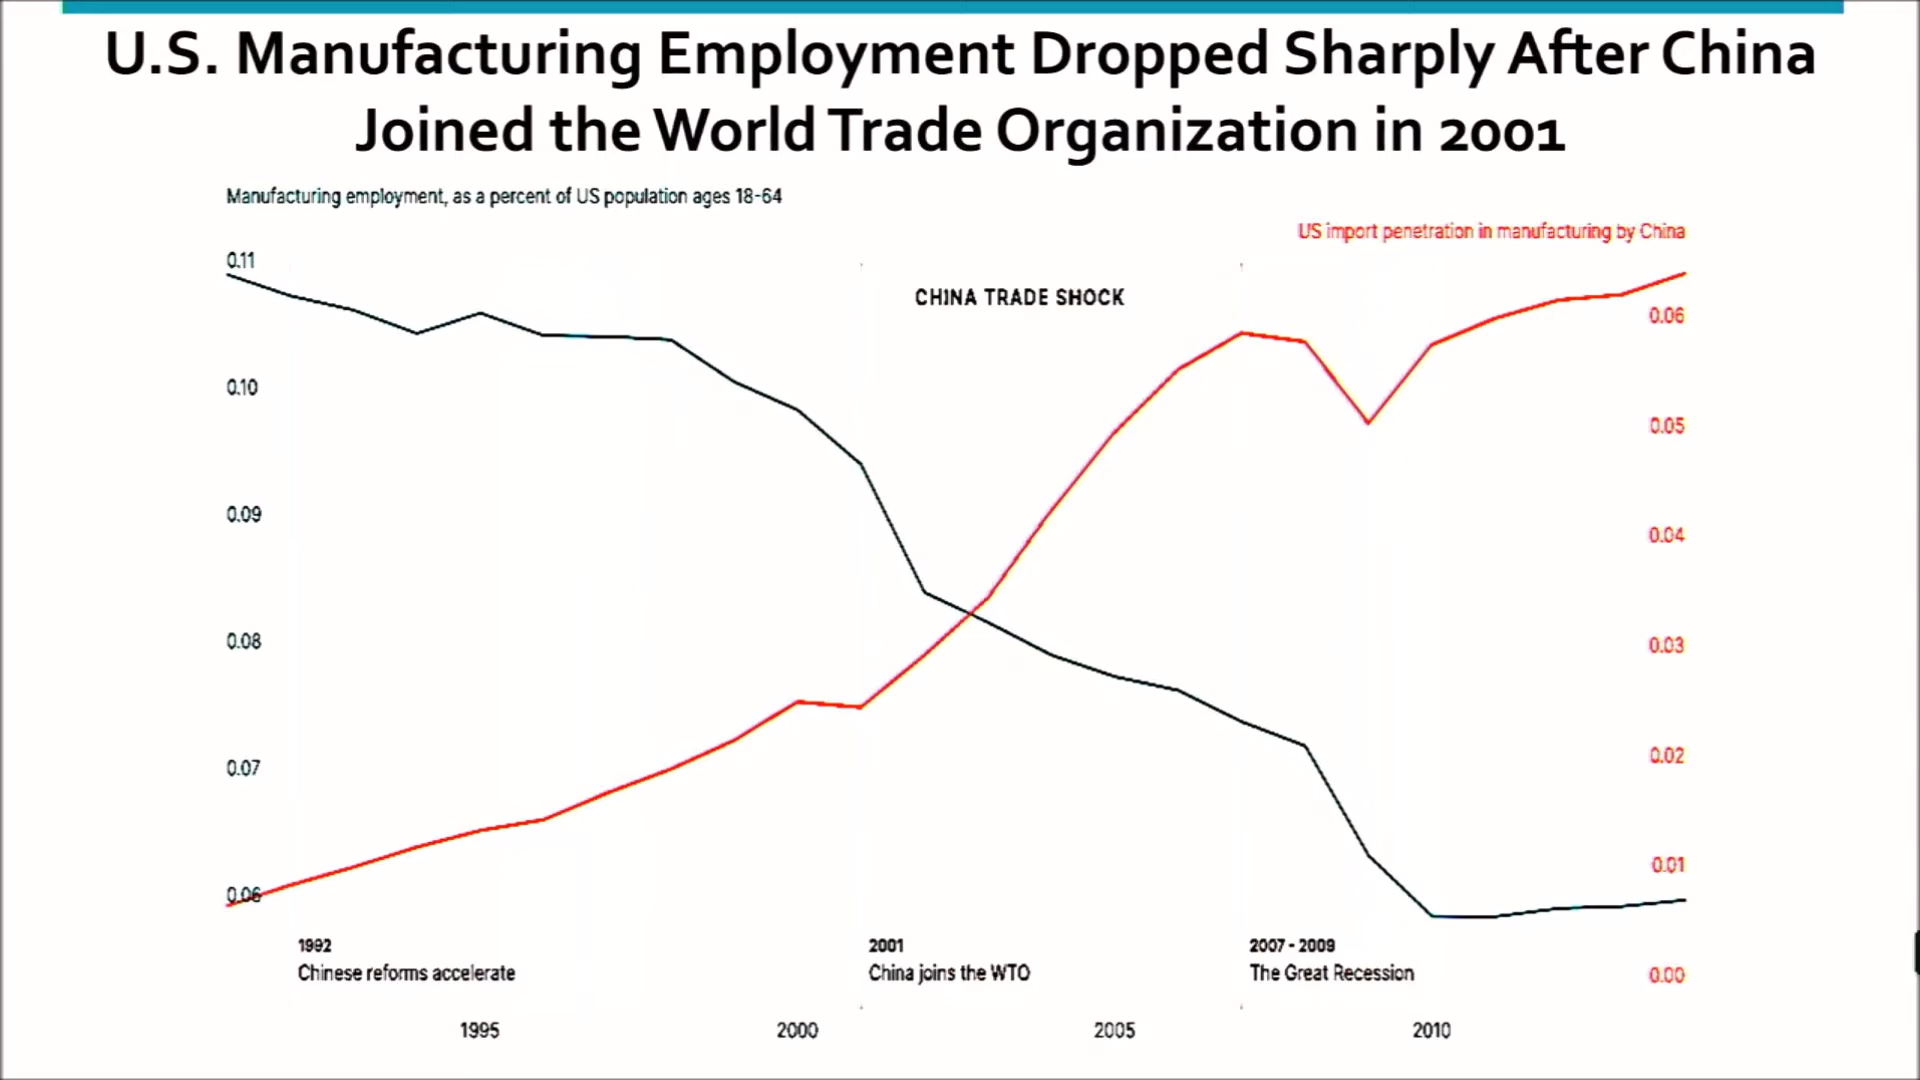 U.S. Manufacturing Employment Dropped Sharply After China
Joined the World Trade Organization in 2001
Manufacturing employment, as a percent of US population ages 18-64
US import penetration in manufacturing by China
0.11
CHINA TRADE SHOCK
0.06
0.10
0.05
0.09
0.04
0.08
0.03
0.07
0.02
0.01
0.06
1992
Chinese reforms accelerate
2001
China joins the WTO
2007 - 2009
The Great Recession
0.00
1995
2000
2005
2010